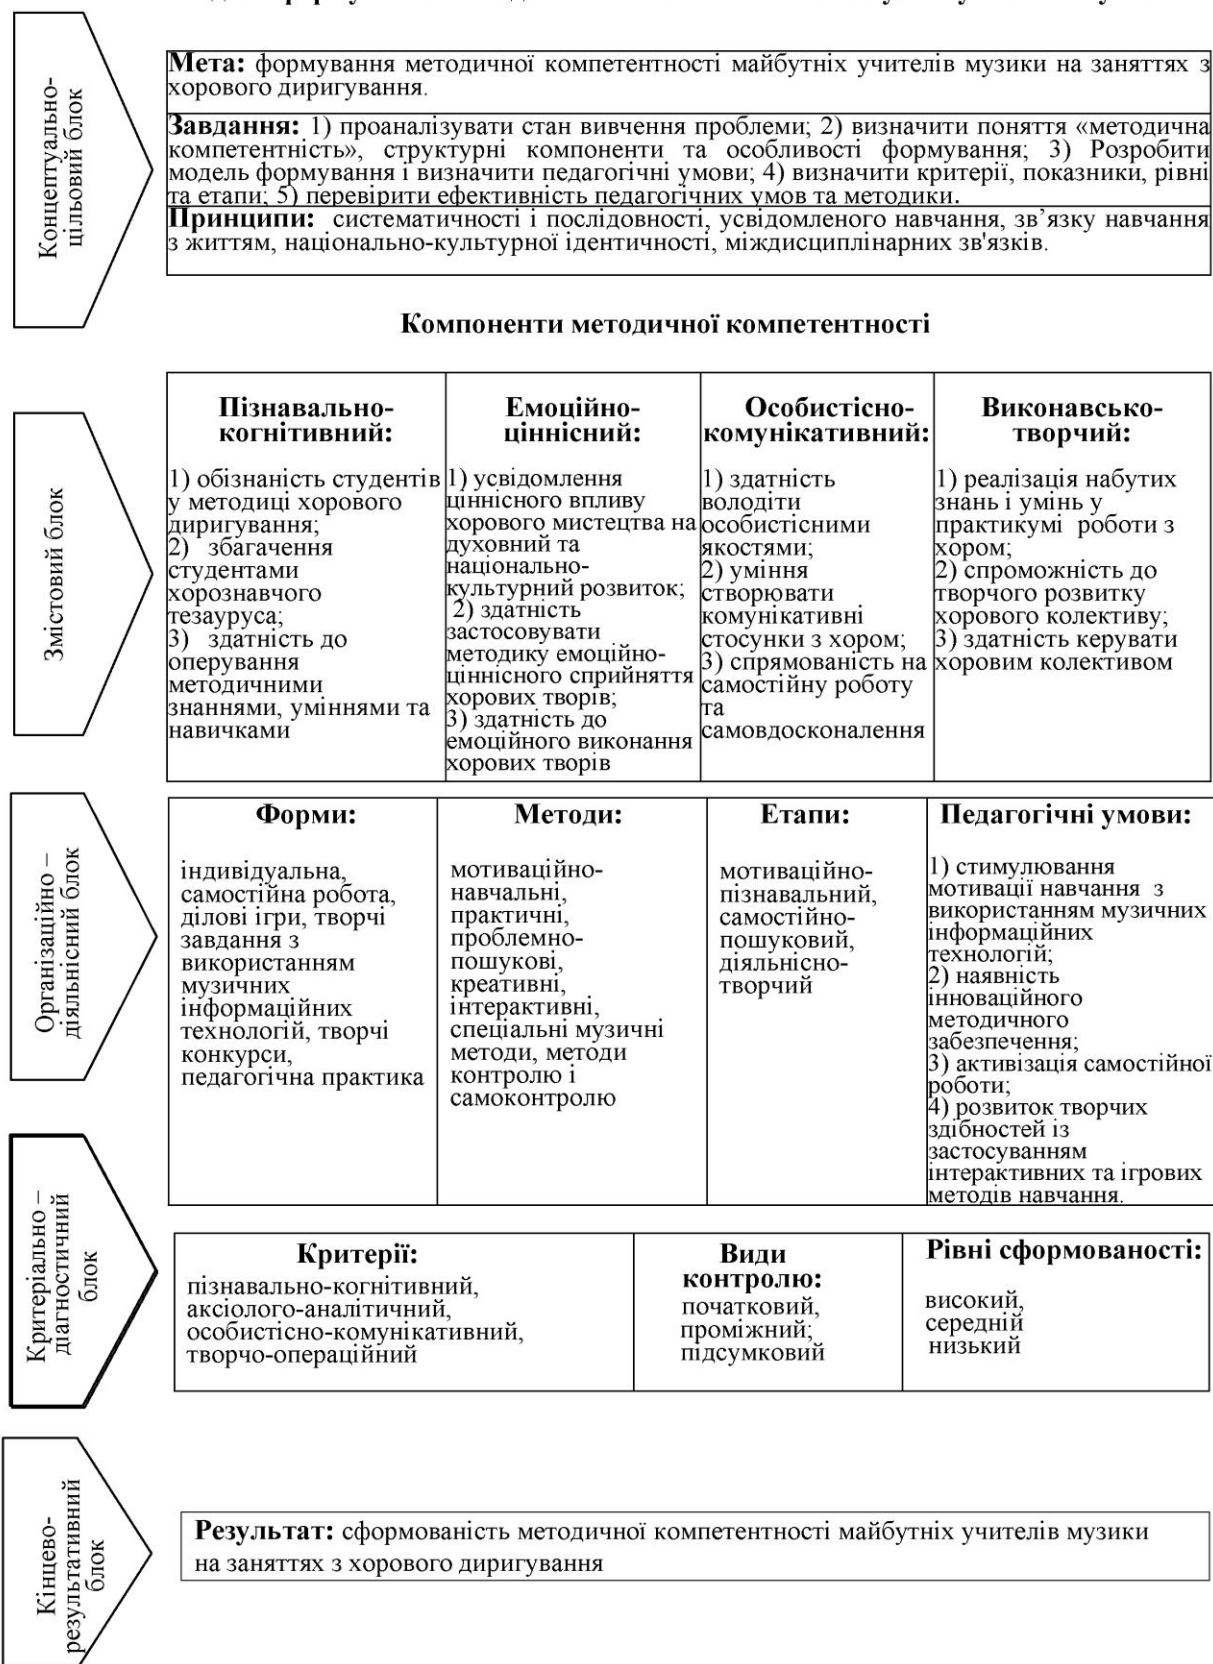 Концептуально-
цільовий блок
Мета: формування методичної компетентності майбутніх учителів музики на заняттях з
хорового диригування.
Завдання: 1) проаналізувати стан вивчення проблеми; 2) визначити поняття «методична
компетентність», структурні компоненти та особливості формування; 3) Розробити
модель формування і визначити педагогічні умови; 4) визначити критерії, показники, рівні
та етапи; 5) перевірити ефективність педагогічних умов та методики.
Принципи: систематичності і послідовності, усвідомленого навчання, зв’язку навчання
з життям, національно-культурної ідентичності, міждисциплінарних зв'язків.
Компоненти методичної компетентності
Змістовий блок
Пізнавально-
когнітивний:
1) обізнаність студентів
у методиці хорового
диригування;
2) збагачення
студентами
хорознавчого
тезауруса;
3) здатність до
оперування
методичними
знаннями, уміннями та
навичками
Емоційно-
ціннісний:
1) усвідомлення
ціннісного впливу
хорового мистецтва на
духовний та
національно-
культурний розвиток;
2) здатність
застосовувати
методику емоційно-
ціннісного сприйняття
хорових творів;
3) здатність до
емоційного виконання
хорових творів
Особистісно-
комунікативний:
1) здатність
володіти
особистісними
якостями;
2) уміння
створювати
комунікативні
стосунки з хором;
3) спрямованість на
самостійну роботу
та
самовдосконалення
Виконавсько-
творчий:
1) реалізація набутих
знань і умінь у
практикумі роботи з
хором;
2) спроможність до
творчого розвитку
хорового колективу;
3) здатність керувати
хоровим колективом
Організаційно –
діяльнісний блок
Форми:
індивідуальна,
самостійна робота,
ділові ігри, творчі
завдання з
використанням
музичних
інформаційних
технологій, творчі
конкурси,
педагогічна практика
Методи:
мотиваційно-
навчальні,
практичні,
проблемно-
пошукові,
креативні,
інтерактивні,
спеціальні музичні
методи, методи
контролю і
самоконтролю
Етапи:
мотиваційно-
пізнавальний,
самостійно-
пошуковий,
діяльнісно-
творчий
Педагогічні умови:
1) стимулювання
мотивації навчання з
використанням музичних
інформаційних
технологій;
2) наявність
інноваційного
методичного
забезпечення;
3) активізація самостійної
роботи;
4) розвиток творчих
здібностей із
застосуванням
інтерактивних та ігрових
методів навчання.
Критеріально –
діагностичний
блок
Критерії:
пізнавально-когнітивний,
аксіолого-аналітичний,
особистісно-комунікативний,
творчо-операційний
Види
контролю:
початковий,
проміжний;
підсумковий
Рівні сформованості:
високий,
середній
низький
Кінцево-
результативний
блок
Результат: сформованість методичної компетентності майбутніх учителів музики
на заняттях з хорового диригування